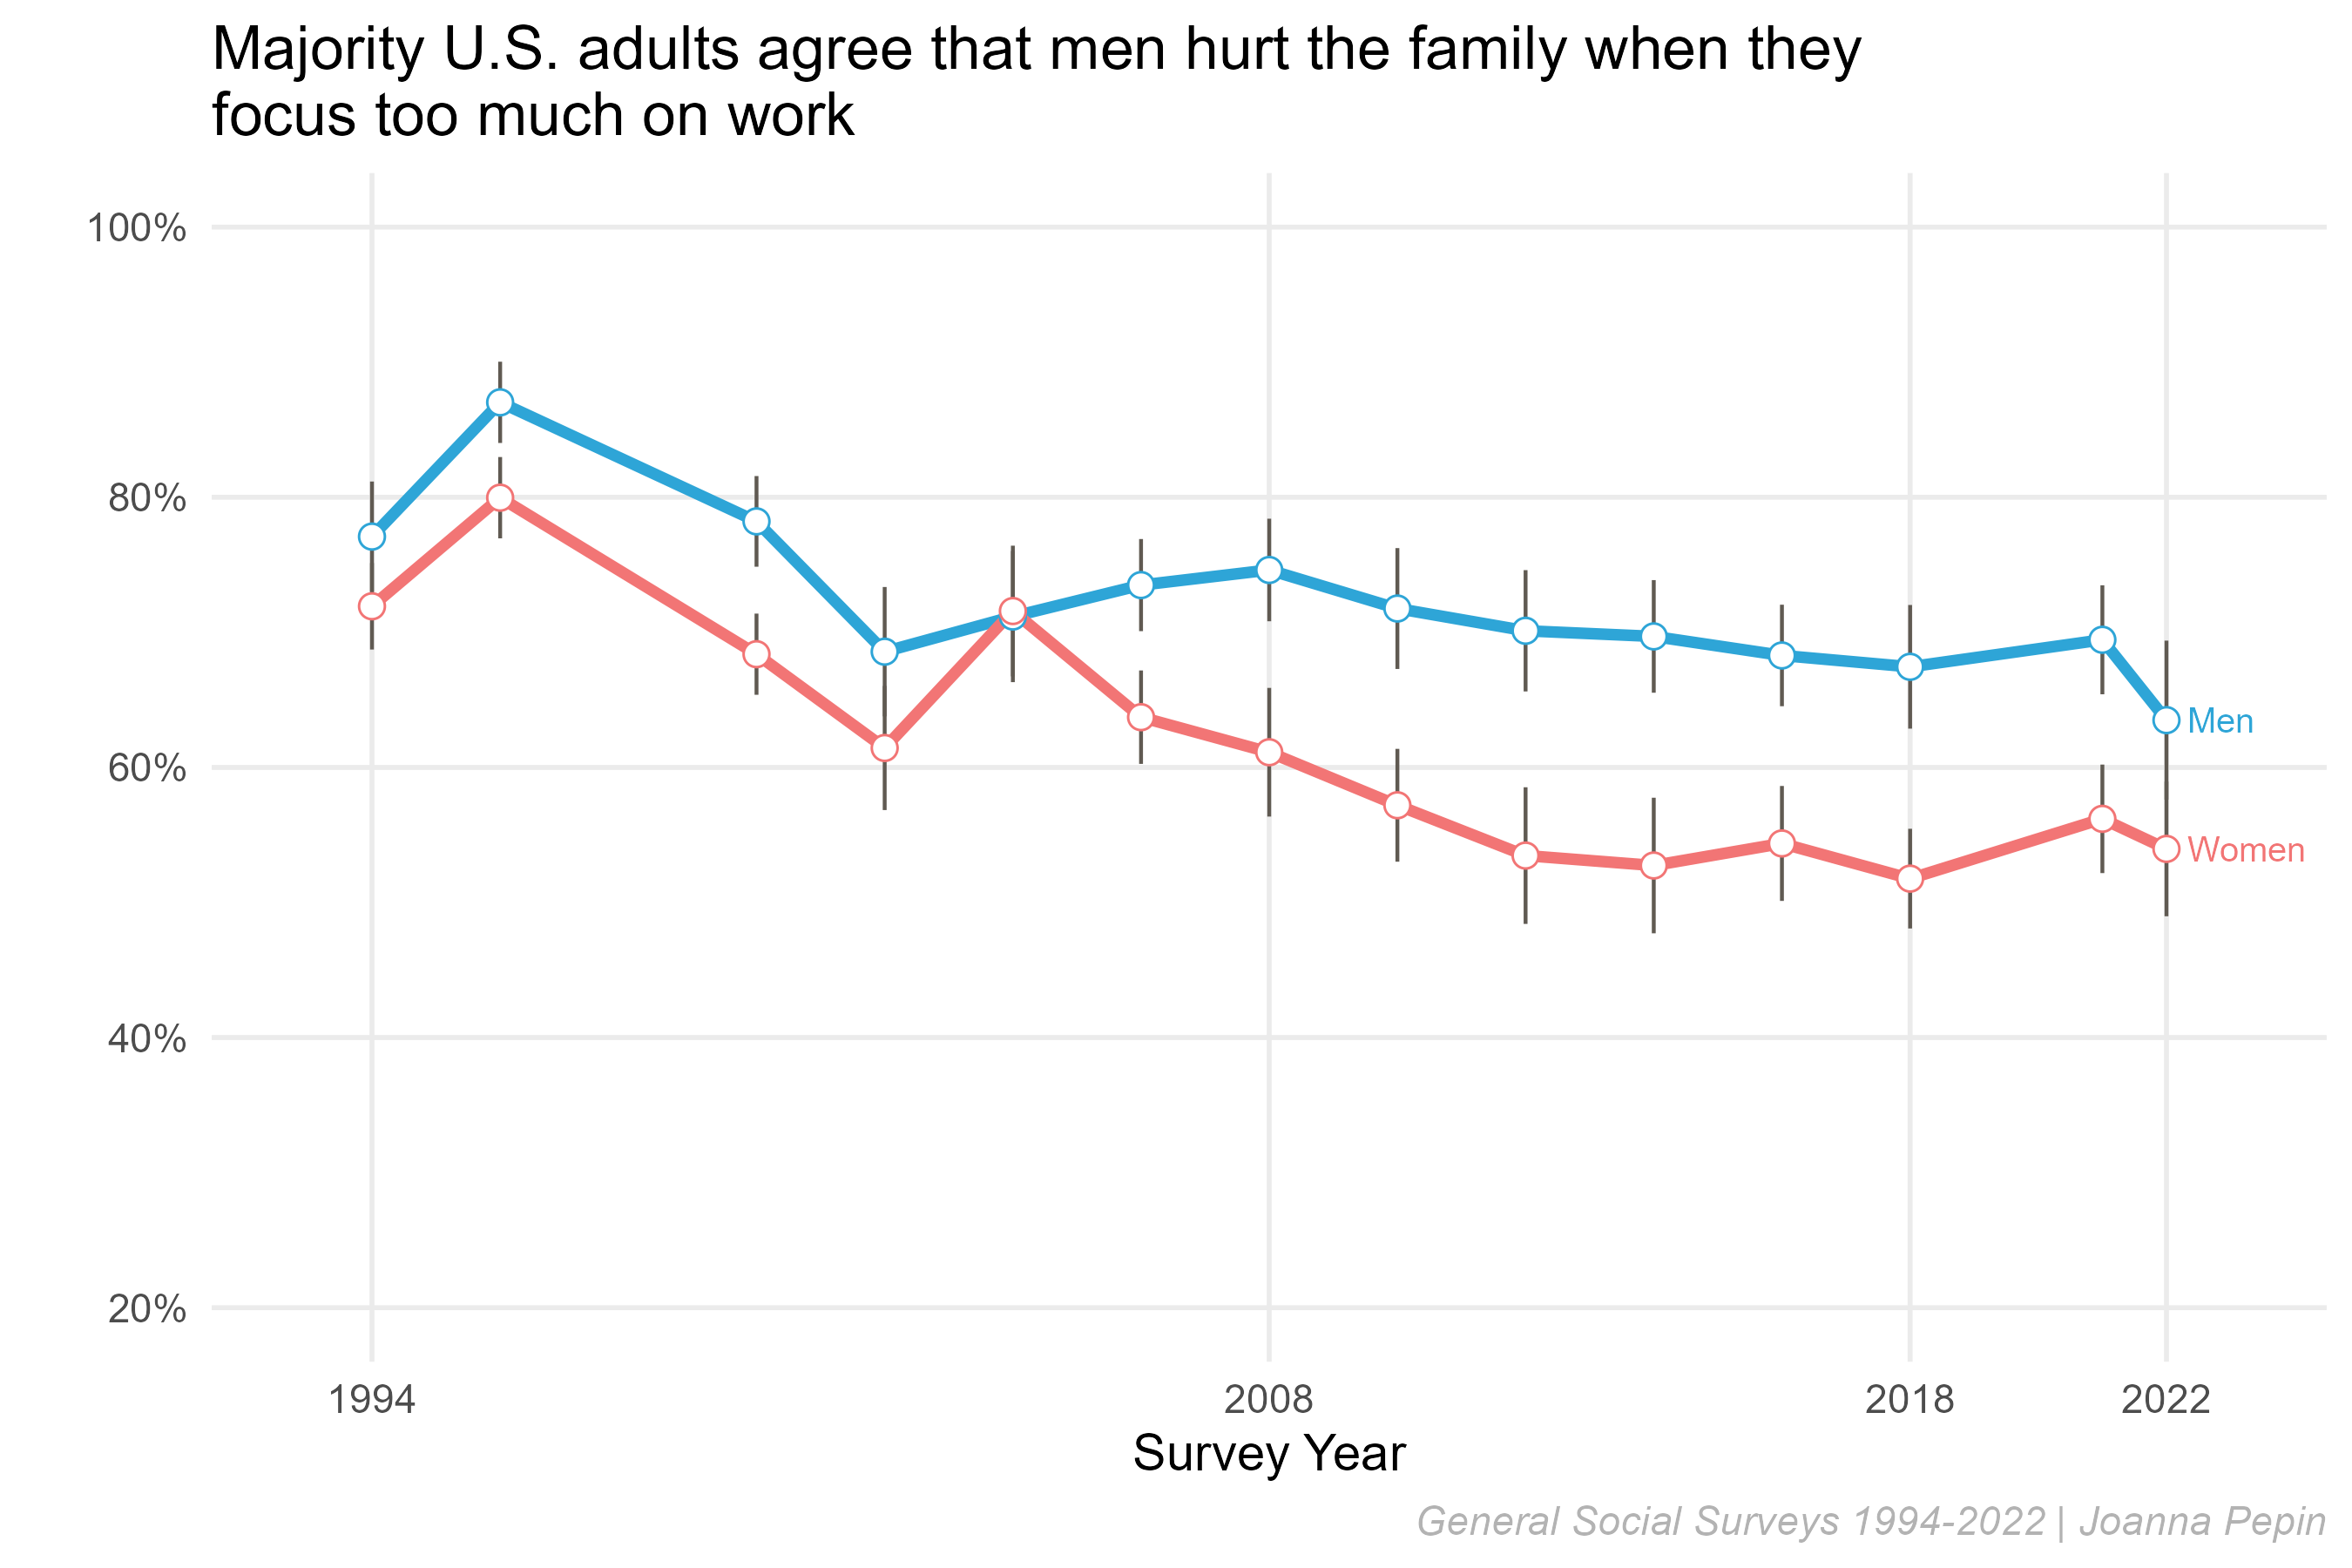 Majority U.S. adults agree that men hurt the family when they
focus too much on work
100%
80%
60%
40%
20%
Men
Women
1994
2008
2018
2022
Survey Year
General Social Surveys 1994-2022 | Joanna Pepin